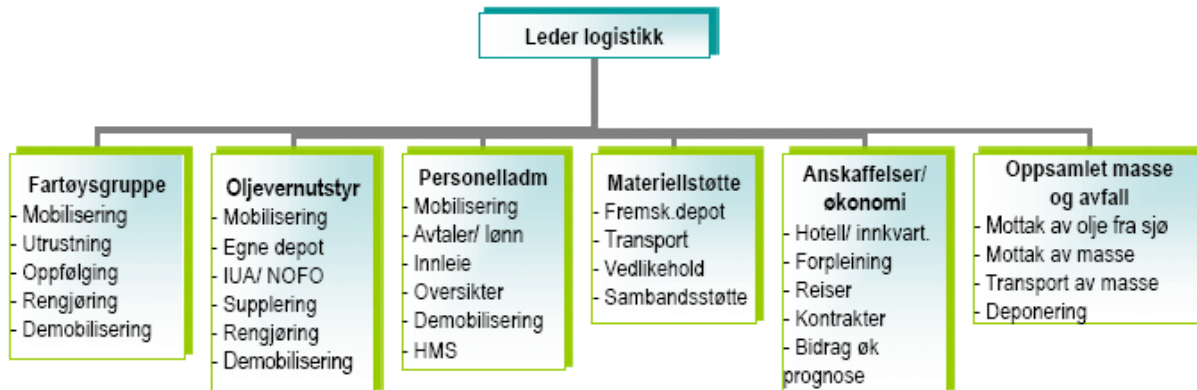 Leder logistikk
Fartøysgruppe
- Mobilisering
- Utrustning
- Oppfølging
- Rengjøring
- Demobilisering
Oljevernutstyr
- Mobilisering
- Egne depot
- IUA/ NOFO
- Supplering
- Rengjøring
- Demobilisering
Personelladm
- Mobilisering
- Avtaler/ lønn
- Innleie
- Oversikter
- Demobilisering
- HMS
Materiellstøtte
- Fremsk.depot
- Transport
- Vedlikehold
- Sambandsstøtte
Anskaffelser/
økonomi
- Hotell/ innkvart.
- Forpleining
- Reiser
- Kontrakter
- Bidrag øk
prognose
Oppsamlet masse
og avfall
- Mottak av olje fra sjø
- Mottak av masse
- Transport av masse
- Deponering